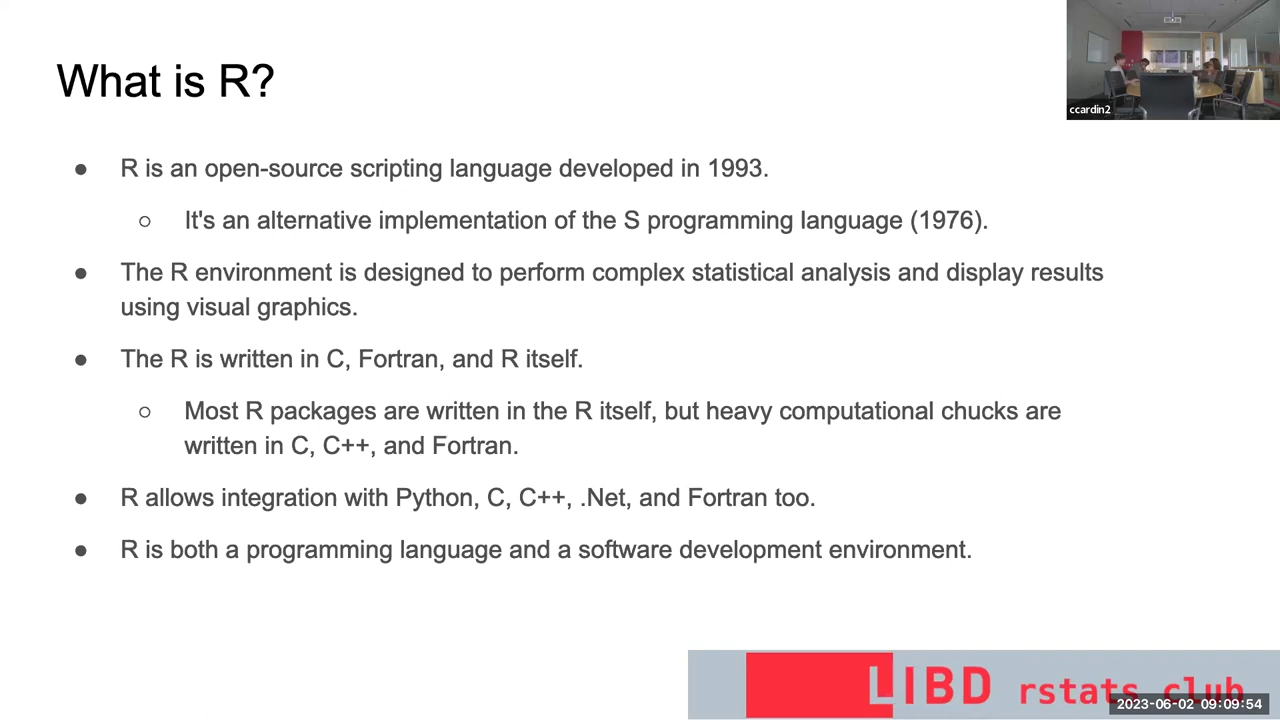 What is R?
ccardin2
● R is an open-source scripting language developed in 1993.
○ It's an alternative implementation of the S programming language (1976).
● The R environment is designed to perform complex statistical analysis and display results
using visual graphics.
● The R is written in C, Fortran, and R itself.
○ Most R packages are written in the R itself, but heavy computational chucks are
written in C, C++, and Fortran.
● R allows integration with Python, C, C++, .Net, and Fortran too.
● R is both a programming language and a software development environment.
LIBD rstats club
2023-06-02 09:09:54